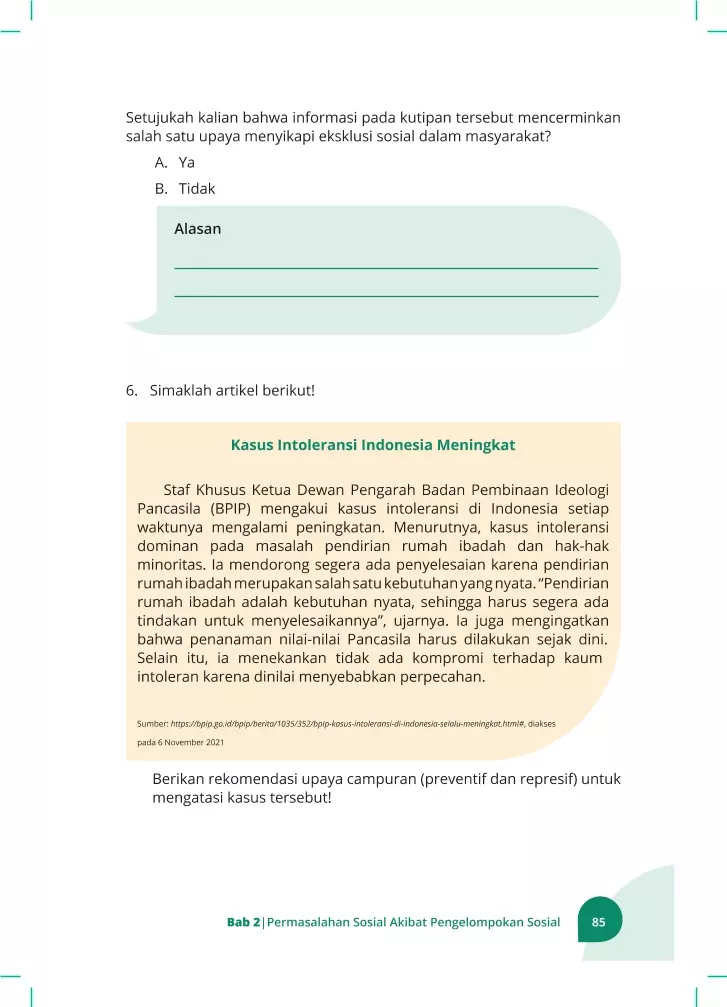 Setujukah kalian bahwa informasi pada kutipan tersebut mencerminkan
salah satu upaya menyikapi eksklusi sosial dalam masyarakat?
A. Ya
B. Tidak
Alasan
6. Simaklah artikel berikut!
Kasus Intoleransi Indonesia Meningkat
Staf Khusus Ketua Dewan Pengarah Badan Pembinaan Ideologi
Pancasila (BPIP) mengakui kasus intoleransi di Indonesia setiap
waktunya mengalami peningkatan. Menurutnya, kasus intoleransi
dominan pada masalah pendirian rumah ibadah dan hak-hak
minoritas. Ia mendorong segera ada penyelesaian karena pendirian
rumah ibadah merupakan salah satu kebutuhan yang nyata. “Pendirian
rumah ibadah adalah kebutuhan nyata, sehingga harus segera ada
tindakan untuk menyelesaikannya”, ujarnya. Ia juga mengingatkan
bahwa penanaman nilai-nilai Pancasila harus dilakukan sejak dini.
Selain itu, ia menekankan tidak ada kompromi terhadap kaum
intoleran karena dinilai menyebabkan perpecahan.
Sumber: https://bpip.go.id/bpip/berita/1035/352/bpip-kasus-intoleransi-di-indonesia-selalu-meningkat.html#, diakses
pada 6 November 2021
Berikan rekomendasi upaya campuran (preventif dan represif) untuk
mengatasi kasus tersebut!
Bab 2|Permasalahan Sosial Akibat Pengelompokan Sosial 85